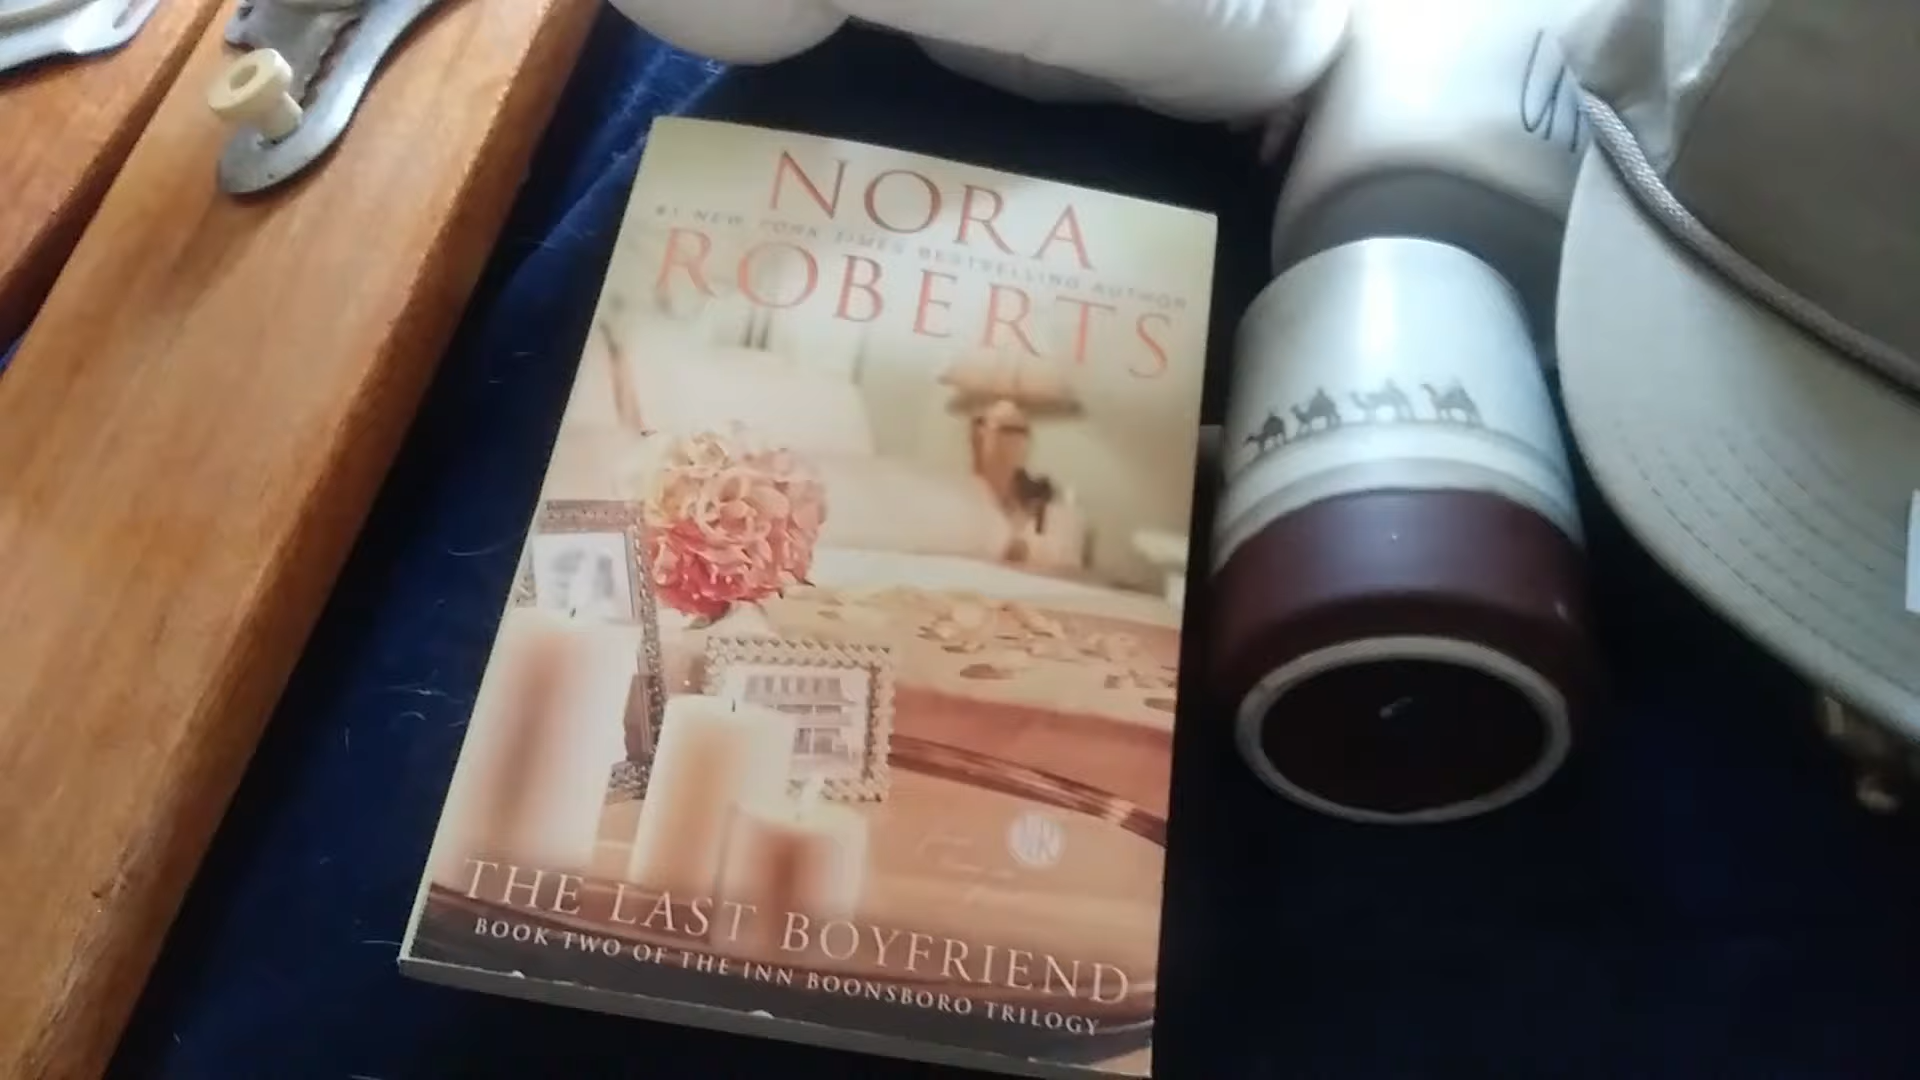 NORA
#1 NEW YORK TIMES BESTSELLING AUTHOR
ROBERTS
THE LAST BOYFRIEND
BOOK TWO OF THE INN BOONSBORO TRILOGY